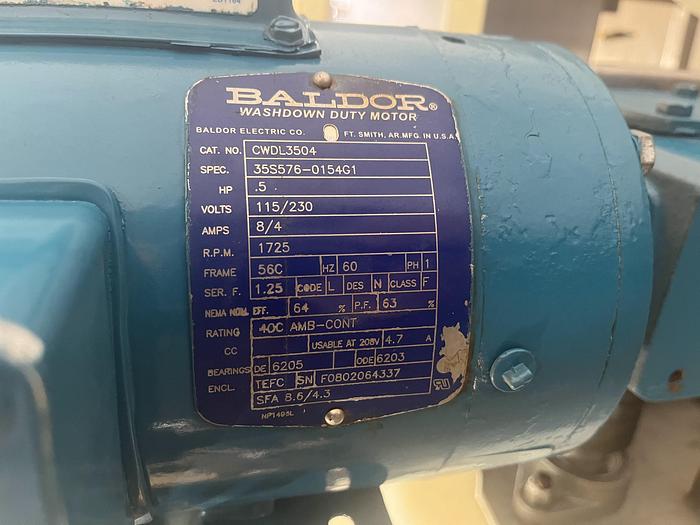 BALDOR®
WASHDOWN DUTY MOTOR
BALDOR ELECTRIC CO. FT. SMITH, AR. MFG. IN U.S.A.
CAT. NO. CWDL3504
SPEC. 35S576-0154G1
HP .5
VOLTS 115/230
AMPS 8/4
R.P.M. 1725
FRAME 56C HZ 60 PH 1
SER. F. 1.25 CODE L DES N CLASS F
NEMA NOM. EFF. 64 % P.F. 63 %
RATING 40C AMB-CONT
CC USABLE AT 208V 4.7 A
BEARINGS DE 6205 ODE 6203
ENCL. TEFC SN F0802064337
SFA 8.6/4.3
NP1495L